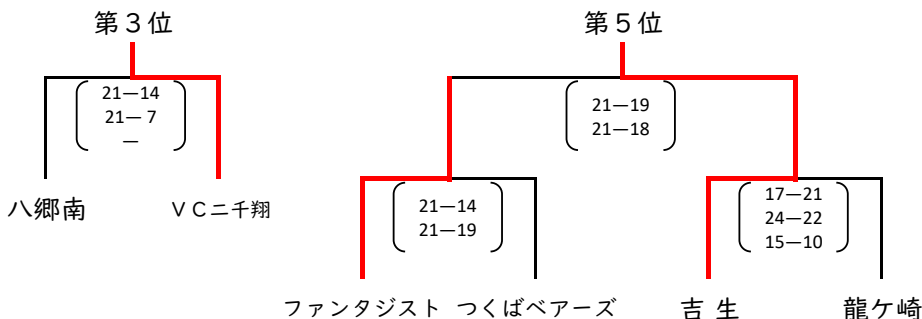 第３位
第５位
21－14
21－ 7
－
21－19
21－18
八郷南
ＶＣ二千翔
21－14
21－19
17－21
24－22
15－10
ファンタジスト
つくばベアーズ
吉 生
龍ケ崎